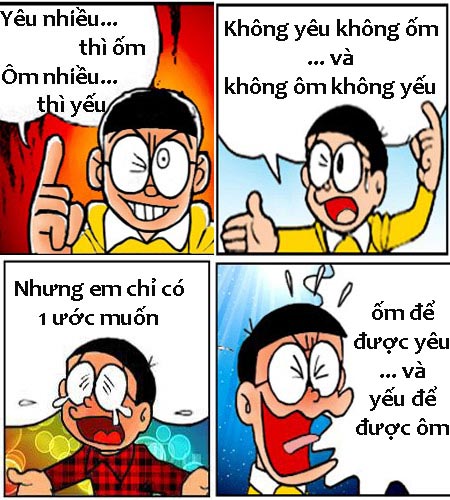 Yêu nhiều...
thì ốm
Ôm nhiều...
thì yếu
Không yêu không ốm
... và
không ôm không yếu
Nhưng em chỉ có
1 ước muốn
ốm để
được yêu
... và
yếu để
được ôm